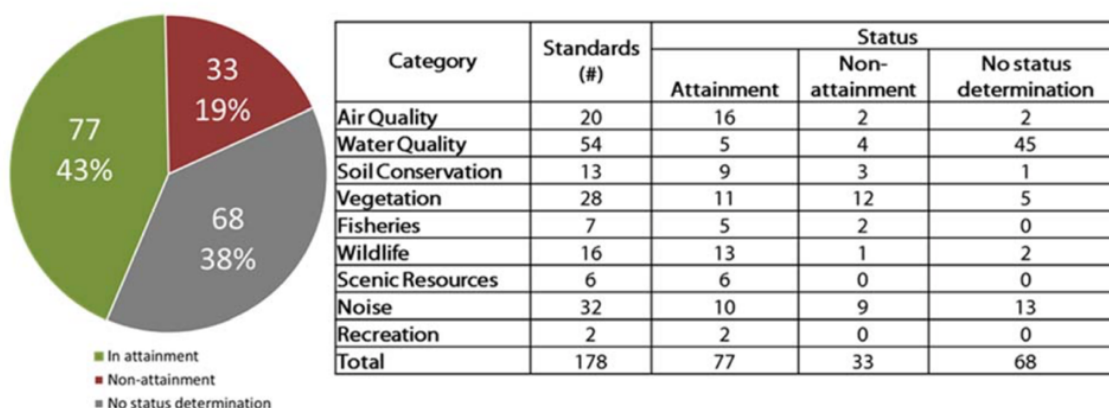 33
19%
77
43%
68
38%
In attainment
Non-attainment
No status determination
Category Standards (#) Status
Attainment Non-attainment No status determination
Air Quality 20 16 2 2
Water Quality 54 5 4 45
Soil Conservation 13 9 3 1
Vegetation 28 11 12 5
Fisheries 7 5 2 0
Wildlife 16 13 1 2
Scenic Resources 6 6 0 0
Noise 32 10 9 13
Recreation 2 2 0 0
Total 178 77 33 68